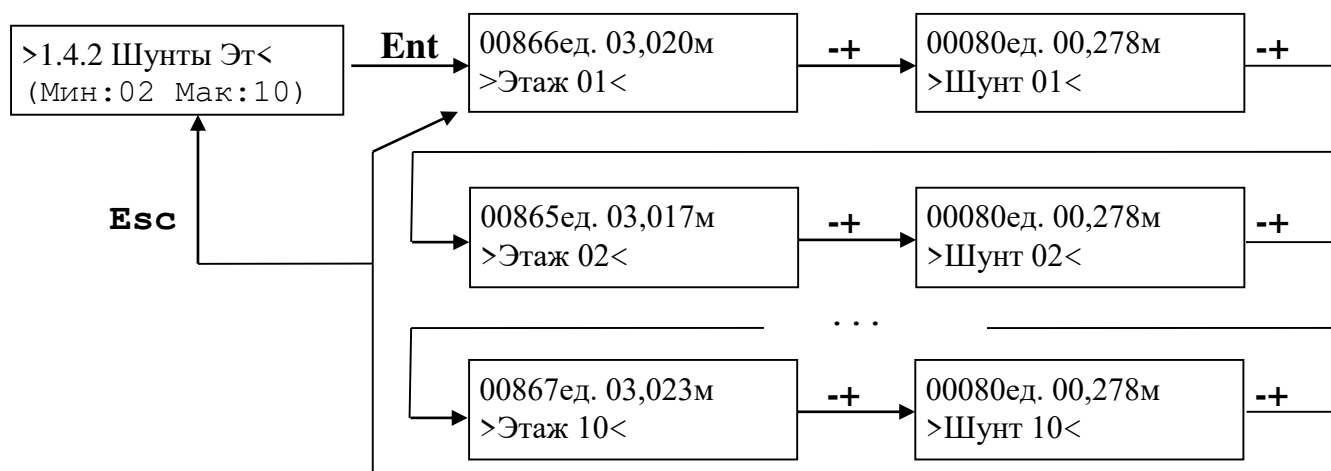 >1.4.2 Шунты Эт<
(Мин:02 Мак:10)
Ent
00866ед. 03,020м
>Этаж 01<
-+
00080ед. 00,278м
>Шунт 01<
-+
Esc
00865ед. 03,017м
>Этаж 02<
-+
00080ед. 00,278м
>Шунт 02<
-+
...
00867ед. 03,023м
>Этаж 10<
-+
00080ед. 00,278м
>Шунт 10<
-+